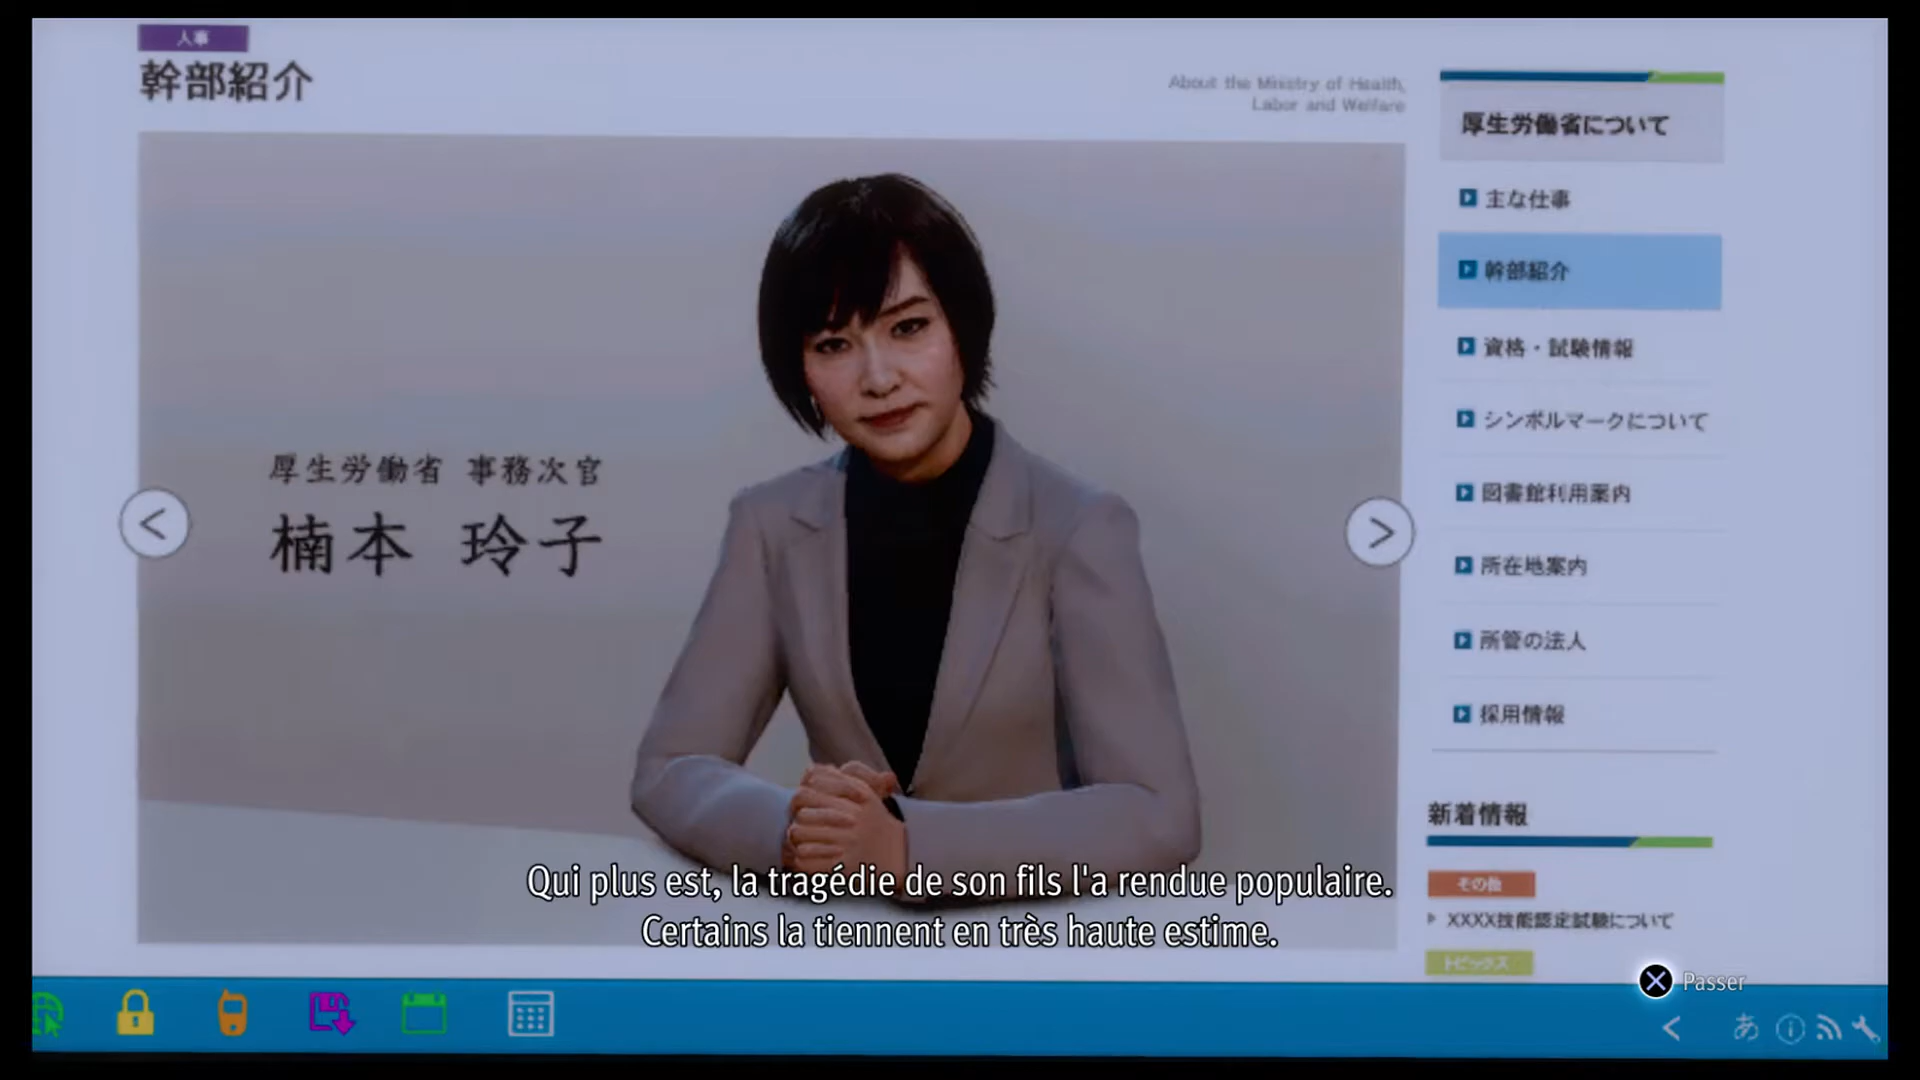 人事
幹部紹介
About the Ministry of Health,
Labor and Welfare
厚生労働省 事務次官
楠本 玲子
厚生労働省について
主な仕事
幹部紹介
資格・試験情報
シンボルマークについて
図書館利用案内
所在地案内
所管の法人
採用情報
新着情報
その他
XXXX技能認定試験について
トピックス
Qui plus est, la tragédie de son fils l'a rendue populaire.
Certains la tiennent en très haute estime.
Passer
あ